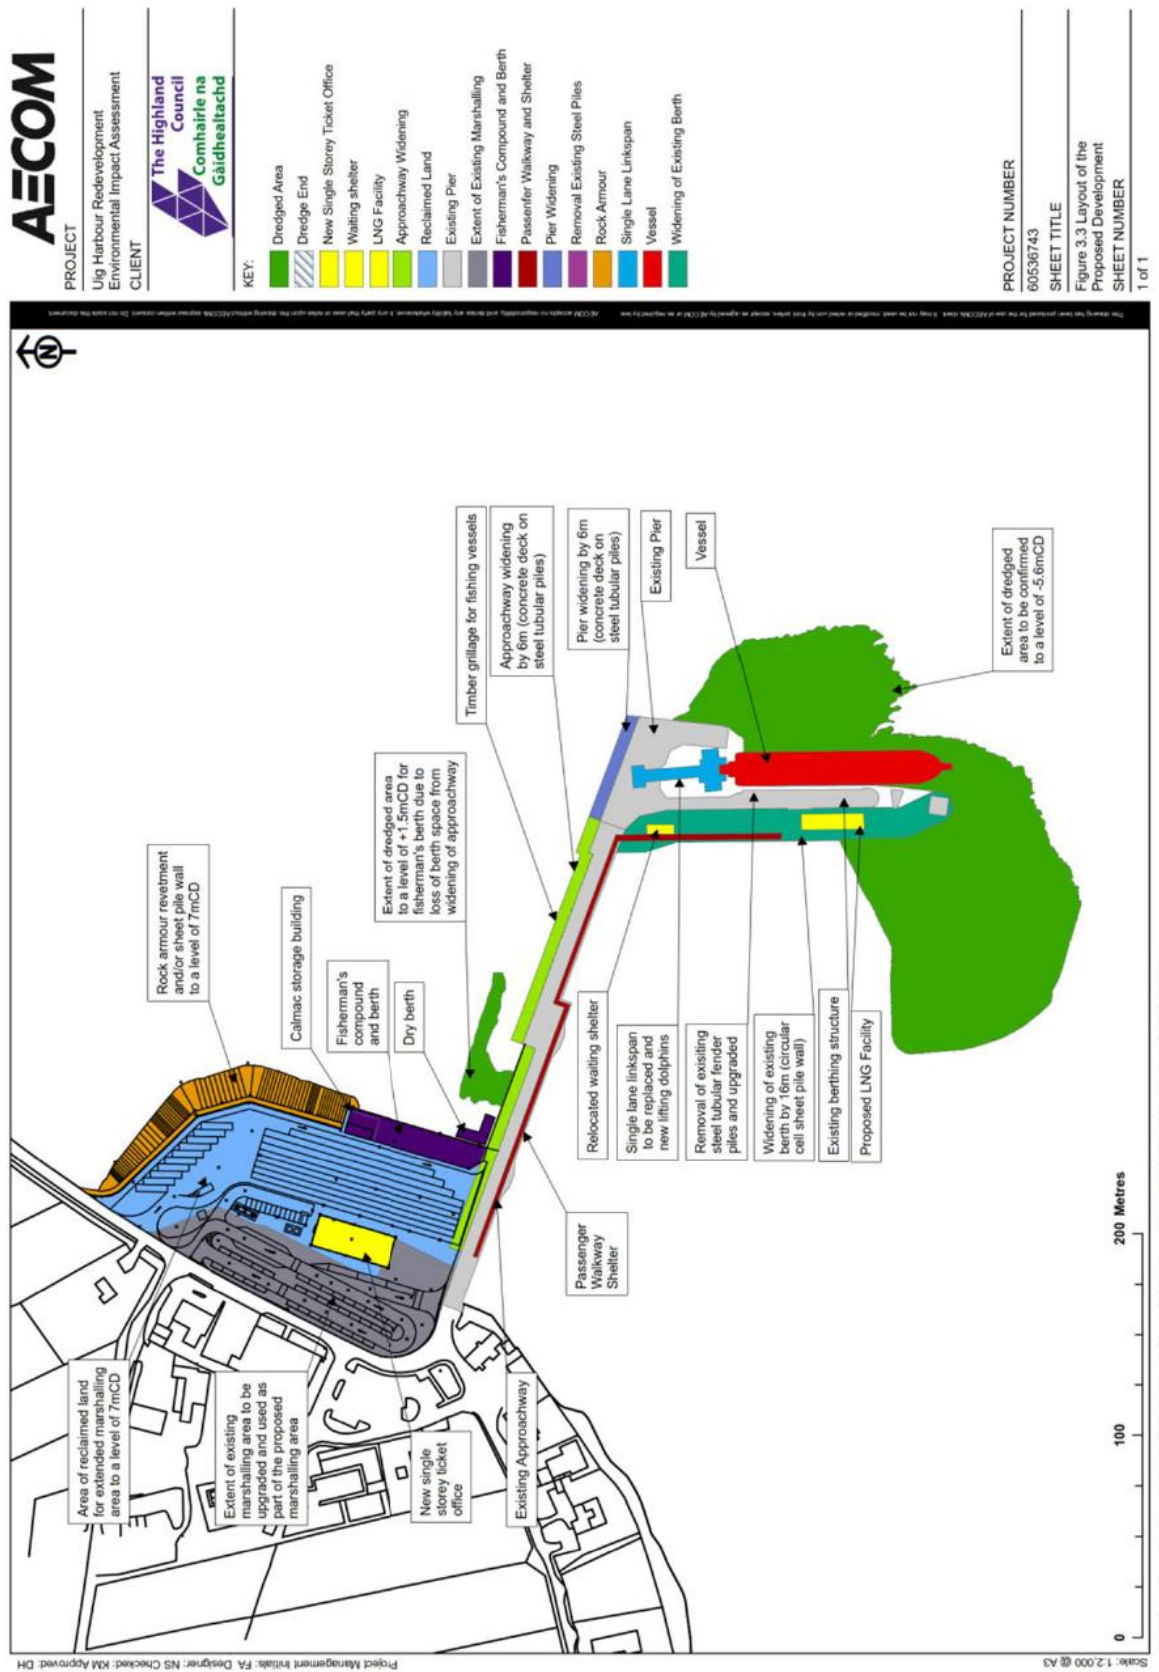 AECOM
PROJECT
Uig Harbour Redevelopment
Environmental Impact Assessment
CLIENT
The Highland
Council
Comhairle na
Gàidhealtachd
KEY:
Dredged Area
Dredge End
New Single Storey Ticket Office
Waiting shelter
LNG Facility
Approachway Widening
Reclaimed Land
Existing Pier
Extent of Existing Marshalling
Fisherman's Compound and Berth
Passenfer Walkway and Shelter
Pier Widening
Removal Existing Steel Piles
Rock Armour
Single Lane Linkspan
Vessel
Widening of Existing Berth
PROJECT NUMBER
60536743
SHEET TITLE
Figure 3.3 Layout of the
Proposed Development
SHEET NUMBER
1 of 1
N
Rock armour revetment
and/or sheet pile wall
to a level of 7mCD
Calmac storage building
Fisherman's
compound
and berth
Dry berth
Extent of dredged area
to a level of +1.5mCD for
fisherman's berth due to
loss of berth space from
widening of approachway
Timber grillage for fishing vessels
Approachway widening
by 6m (concrete deck on
steel tubular piles)
Pier widening by 6m
(concrete deck on
steel tubular piles)
Existing Pier
Vessel
Extent of dredged
area to be confirmed
to a level of -5.6mCD
Relocated waiting shelter
Single lane linkspan
to be replaced and
new lifting dolphins
Removal of exisiting
steel tubular fender
piles and upgraded
Widening of existing
berth by 16m (circular
cell sheet pile wall)
Existing berthing structure
Proposed LNG Facility
Passenger
Walkway
Shelter
Area of reclaimed land
for extended marshalling
area to a level of 7mCD
Extent of existing
marshalling area to be
upgraded and used as
part of the proposed
marshalling area
New single
storey ticket
office
Existing Approachway
0 100 200 Metres
Project Management Initials: FA Designer: NS Checked: KM Approved: DH
Scale: 1:2,000 @ A3